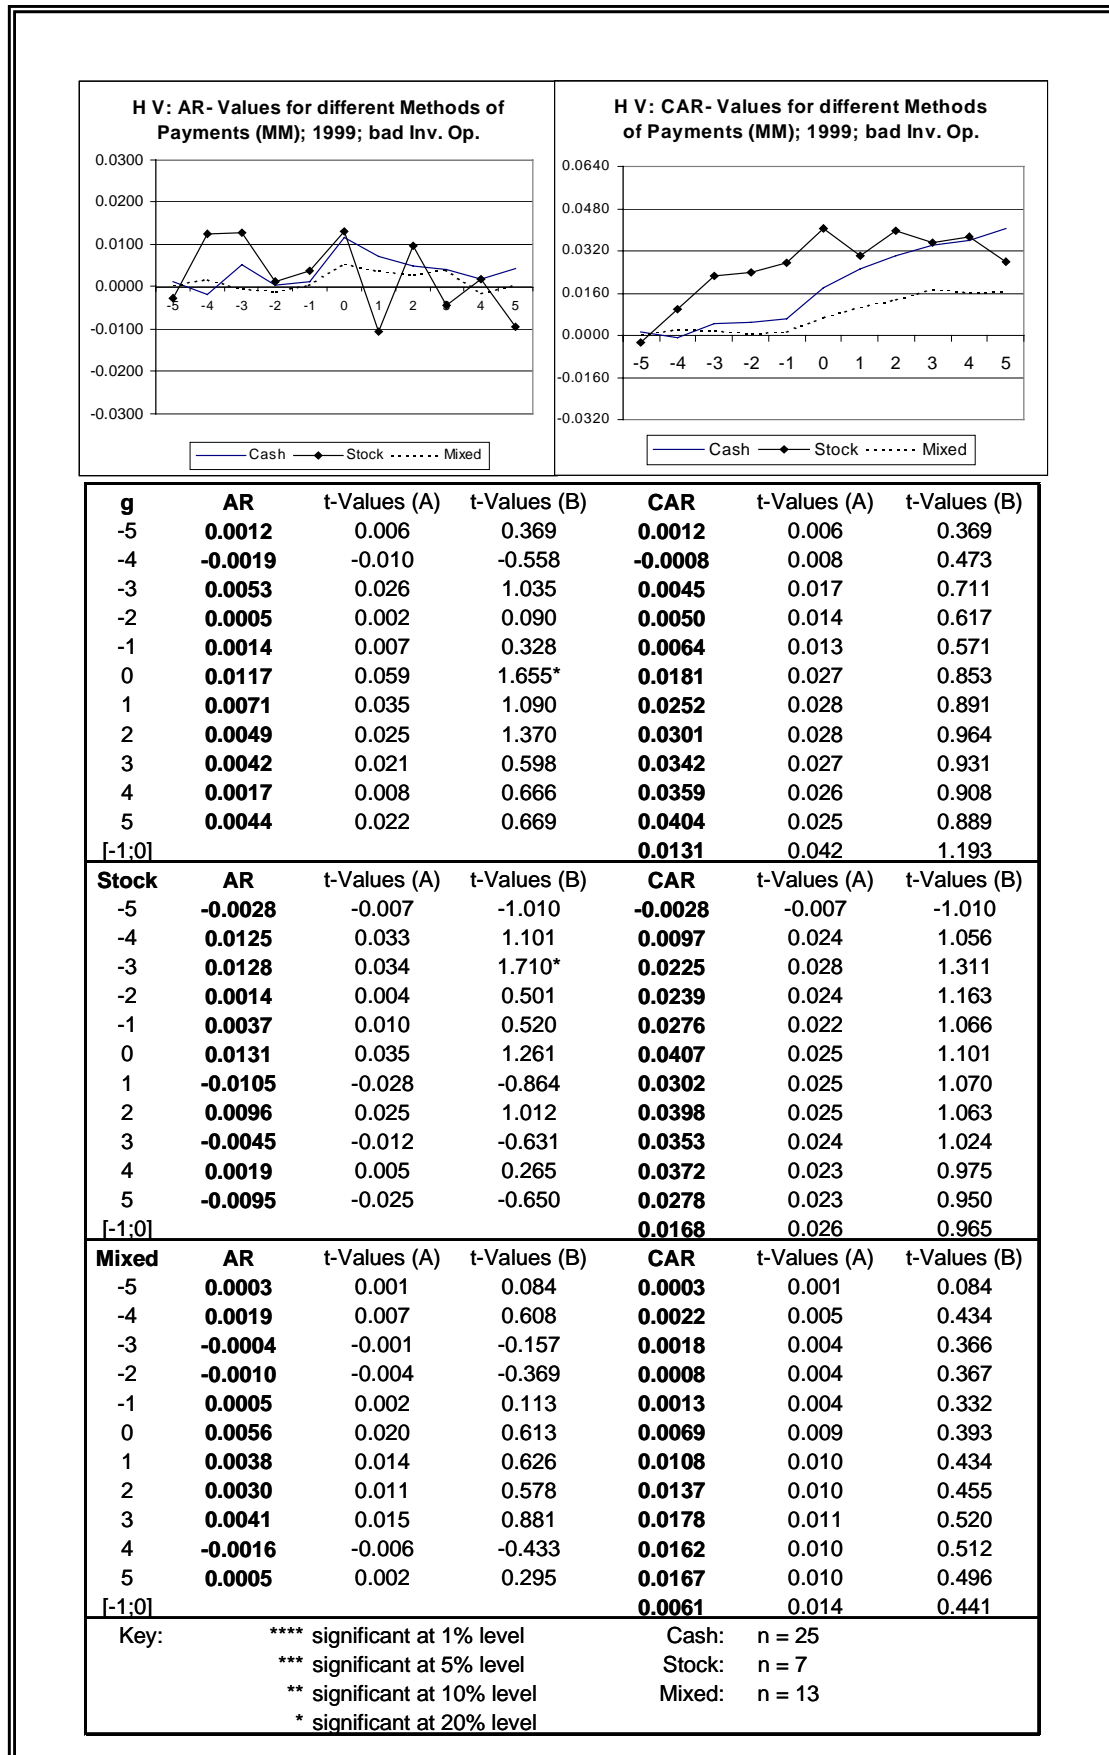 H V: AR- Values for different Methods of
Payments (MM); 1999; bad Inv. Op.
0.0300
0.0200
0.0100
0.0000
-0.0100
-0.0200
-0.0300
-5 -4 -3 -2 -1 0 1 2 3 4 5
Cash Stock Mixed
H V: CAR- Values for different Methods
of Payments (MM); 1999; bad Inv. Op.
0.0640
0.0480
0.0320
0.0160
0.0000
-0.0160
-0.0320
-5 -4 -3 -2 -1 0 1 2 3 4 5
Cash Stock Mixed
g AR t-Values (A) t-Values (B) CAR t-Values (A) t-Values (B)
-5 0.0012 0.006 0.369 0.0012 0.006 0.369
-4 -0.0019 -0.010 -0.558 -0.0008 0.008 0.473
-3 0.0053 0.026 1.035 0.0045 0.017 0.711
-2 0.0005 0.002 0.090 0.0050 0.014 0.617
-1 0.0014 0.007 0.328 0.0064 0.013 0.571
0 0.0117 0.059 1.655* 0.0181 0.027 0.853
1 0.0071 0.035 1.090 0.0252 0.028 0.891
2 0.0049 0.025 1.370 0.0301 0.028 0.964
3 0.0042 0.021 0.598 0.0342 0.027 0.931
4 0.0017 0.008 0.666 0.0359 0.026 0.908
5 0.0044 0.022 0.669 0.0404 0.025 0.889
[-1;0] 0.0131 0.042 1.193
Stock AR t-Values (A) t-Values (B) CAR t-Values (A) t-Values (B)
-5 -0.0028 -0.007 -1.010 -0.0028 -0.007 -1.010
-4 0.0125 0.033 1.101 0.0097 0.024 1.056
-3 0.0128 0.034 1.710* 0.0225 0.028 1.311
-2 0.0014 0.004 0.501 0.0239 0.024 1.163
-1 0.0037 0.010 0.520 0.0276 0.022 1.066
0 0.0131 0.035 1.261 0.0407 0.025 1.101
1 -0.0105 -0.028 -0.864 0.0302 0.025 1.070
2 0.0096 0.025 1.012 0.0398 0.025 1.063
3 -0.0045 -0.012 -0.631 0.0353 0.024 1.024
4 0.0019 0.005 0.265 0.0372 0.023 0.975
5 -0.0095 -0.025 -0.650 0.0278 0.023 0.950
[-1;0] 0.0168 0.026 0.965
Mixed AR t-Values (A) t-Values (B) CAR t-Values (A) t-Values (B)
-5 0.0003 0.001 0.084 0.0003 0.001 0.084
-4 0.0019 0.007 0.608 0.0022 0.005 0.434
-3 -0.0004 -0.001 -0.157 0.0018 0.004 0.366
-2 -0.0010 -0.004 -0.369 0.0008 0.004 0.367
-1 0.0005 0.002 0.113 0.0013 0.004 0.332
0 0.0056 0.020 0.613 0.0069 0.009 0.393
1 0.0038 0.014 0.626 0.0108 0.010 0.434
2 0.0030 0.011 0.578 0.0137 0.010 0.455
3 0.0041 0.015 0.881 0.0178 0.011 0.520
4 -0.0016 -0.006 -0.433 0.0162 0.010 0.512
5 0.0005 0.002 0.295 0.0167 0.010 0.496
[-1;0] 0.0061 0.014 0.441
Key: **** significant at 1% level Cash: n = 25
*** significant at 5% level Stock: n = 7
** significant at 10% level Mixed: n = 13
* significant at 20% level